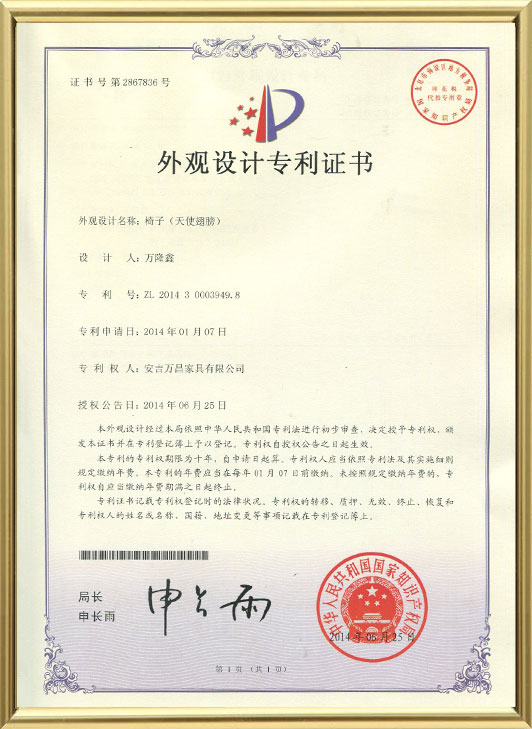 证书号第2867836号
外观设计专利证书
外观设计名称：椅子（天使翅膀）
设计人：万隆鑫
专利号：ZL 2014 3 0003949.8
专利申请日：2014年01月07日
专利权人：安吉万昌家具有限公司
授权公告日：2014年06月25日
本外观设计经过本局依照中华人民共和国专利法进行初步审查，决定授予专利权，颁
发本证书并在专利登记簿上予以登记。专利权自授权公告之日起生效。
本专利的专利权期限为十年，自申请日起算。专利权人应当依照专利法及其实施细则
规定缴纳年费。本专利的年费应当在每年01月07日前缴纳。未按照规定缴纳年费的，专
利权自应当缴纳年费期满之日起终止。
专利证书记载专利权登记时的法律状况。专利权的转移、质押、无效、终止、恢复和
专利权人的姓名或名称、国籍、地址变更等事项记载在专利登记簿上。
局长
申长雨
申长雨
中华人民共和国国家知识产权局
2014年06月25日
第1页（共1页）